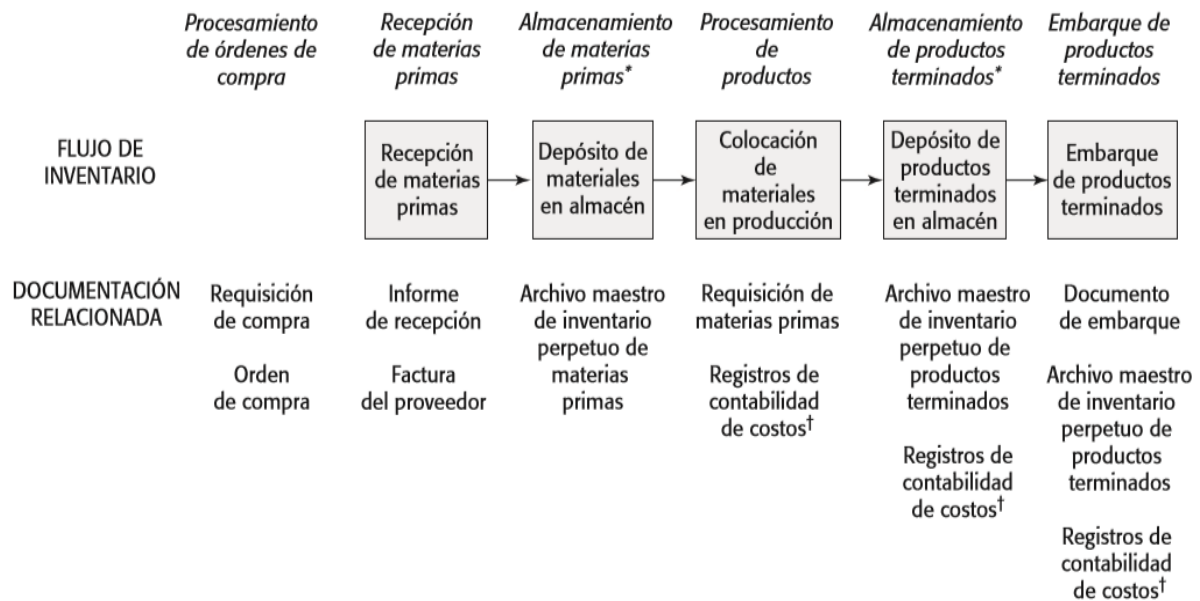 Procesamiento
de órdenes de
compra
Recepción
de materias
primas
Almacenamiento
de materias
primas*
Procesamiento
de
productos
Almacenamiento
de productos
terminados*
Embarque de
productos
terminados
FLUJO DE
INVENTARIO
Recepción
de materias
primas
Depósito de
materiales
en almacén
Colocación
de
materiales
en producción
Depósito de
productos
terminados
en almacén
Embarque
de productos
terminados
DOCUMENTACIÓN
RELACIONADA
Requisición
de compra
Orden
de compra
Informe
de recepción
Factura
del proveedor
Archivo maestro
de inventario
perpetuo de
materias
primas
Requisición de
materias primas
Registros de
contabilidad
de costos†
Archivo maestro
de inventario
perpetuo de
productos
terminados
Registros de
contabilidad
de costos†
Documento
de embarque
Archivo maestro
de inventario
perpetuo de
productos
terminados
Registros de
contabilidad
de costos†